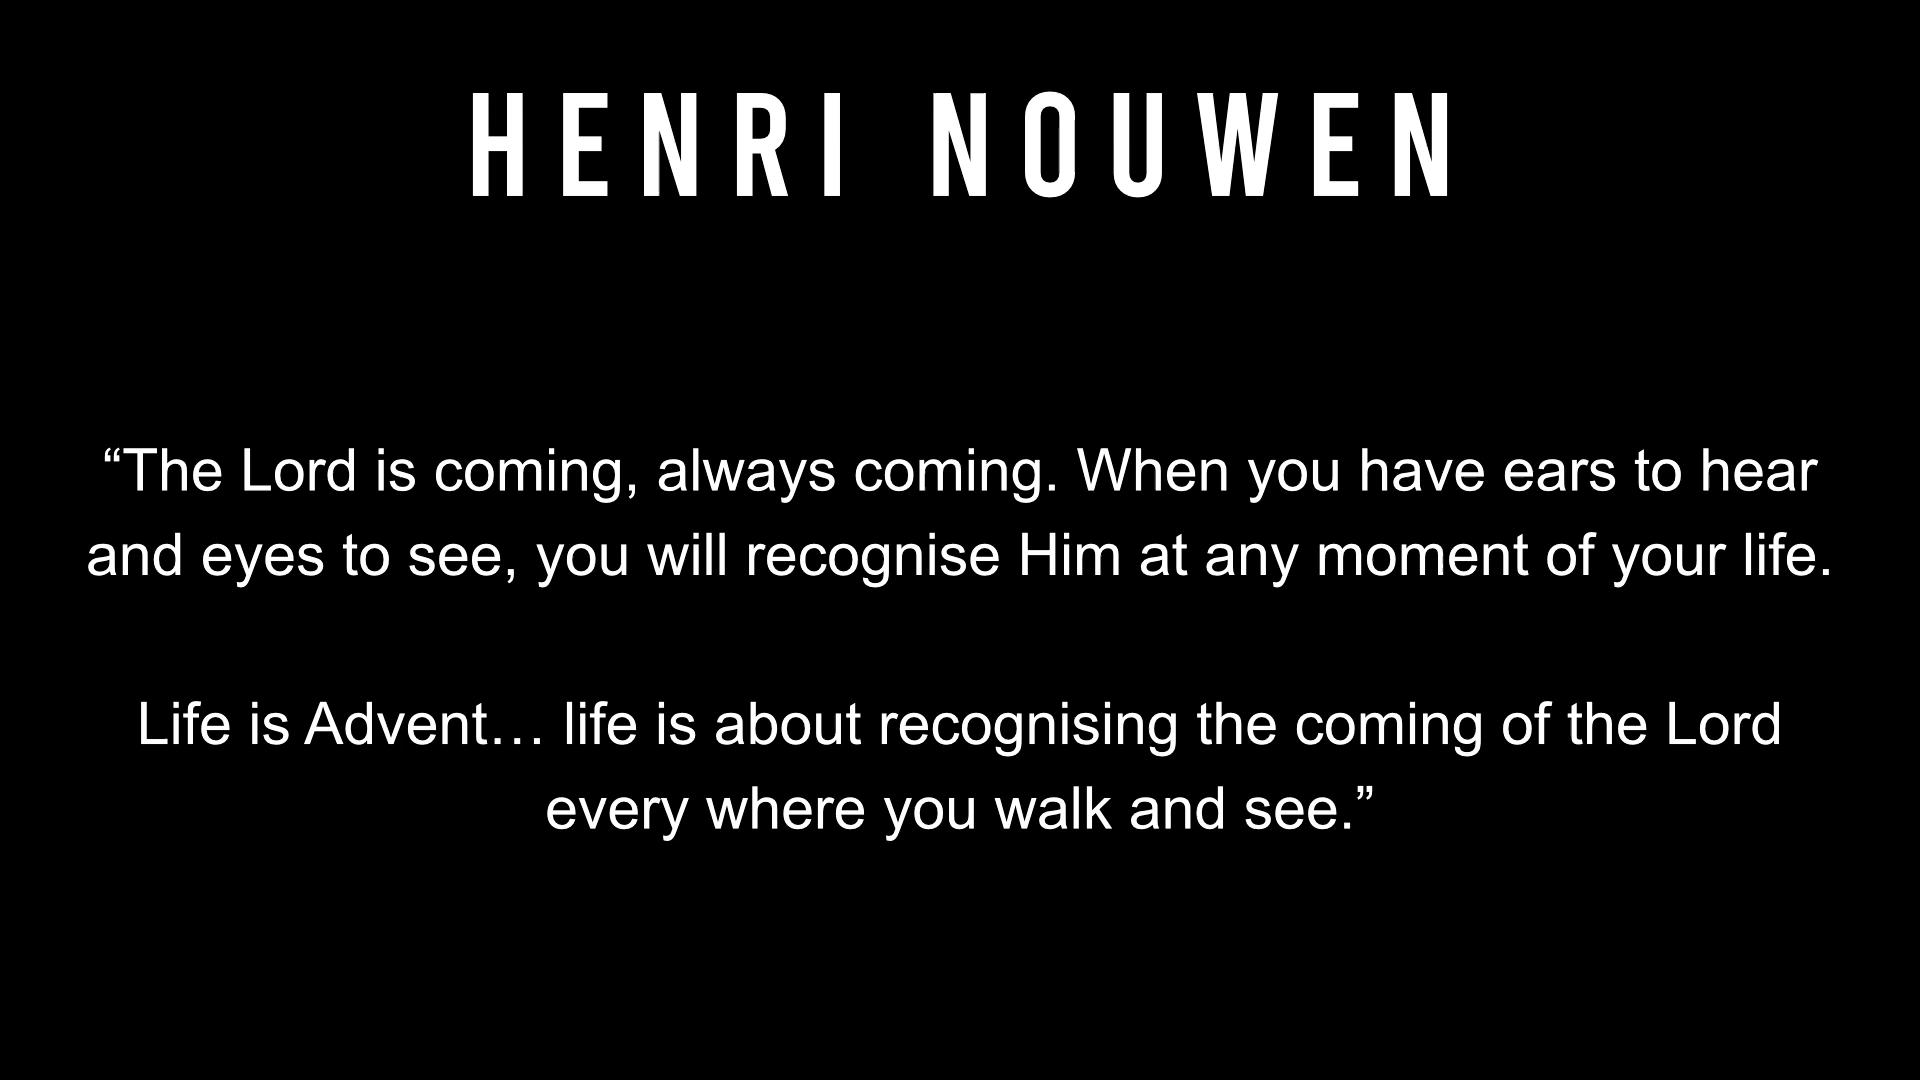 HENRI NOUWEN
“The Lord is coming, always coming. When you have ears to hear
and eyes to see, you will recognise Him at any moment of your life.
Life is Advent… life is about recognising the coming of the Lord
every where you walk and see.”